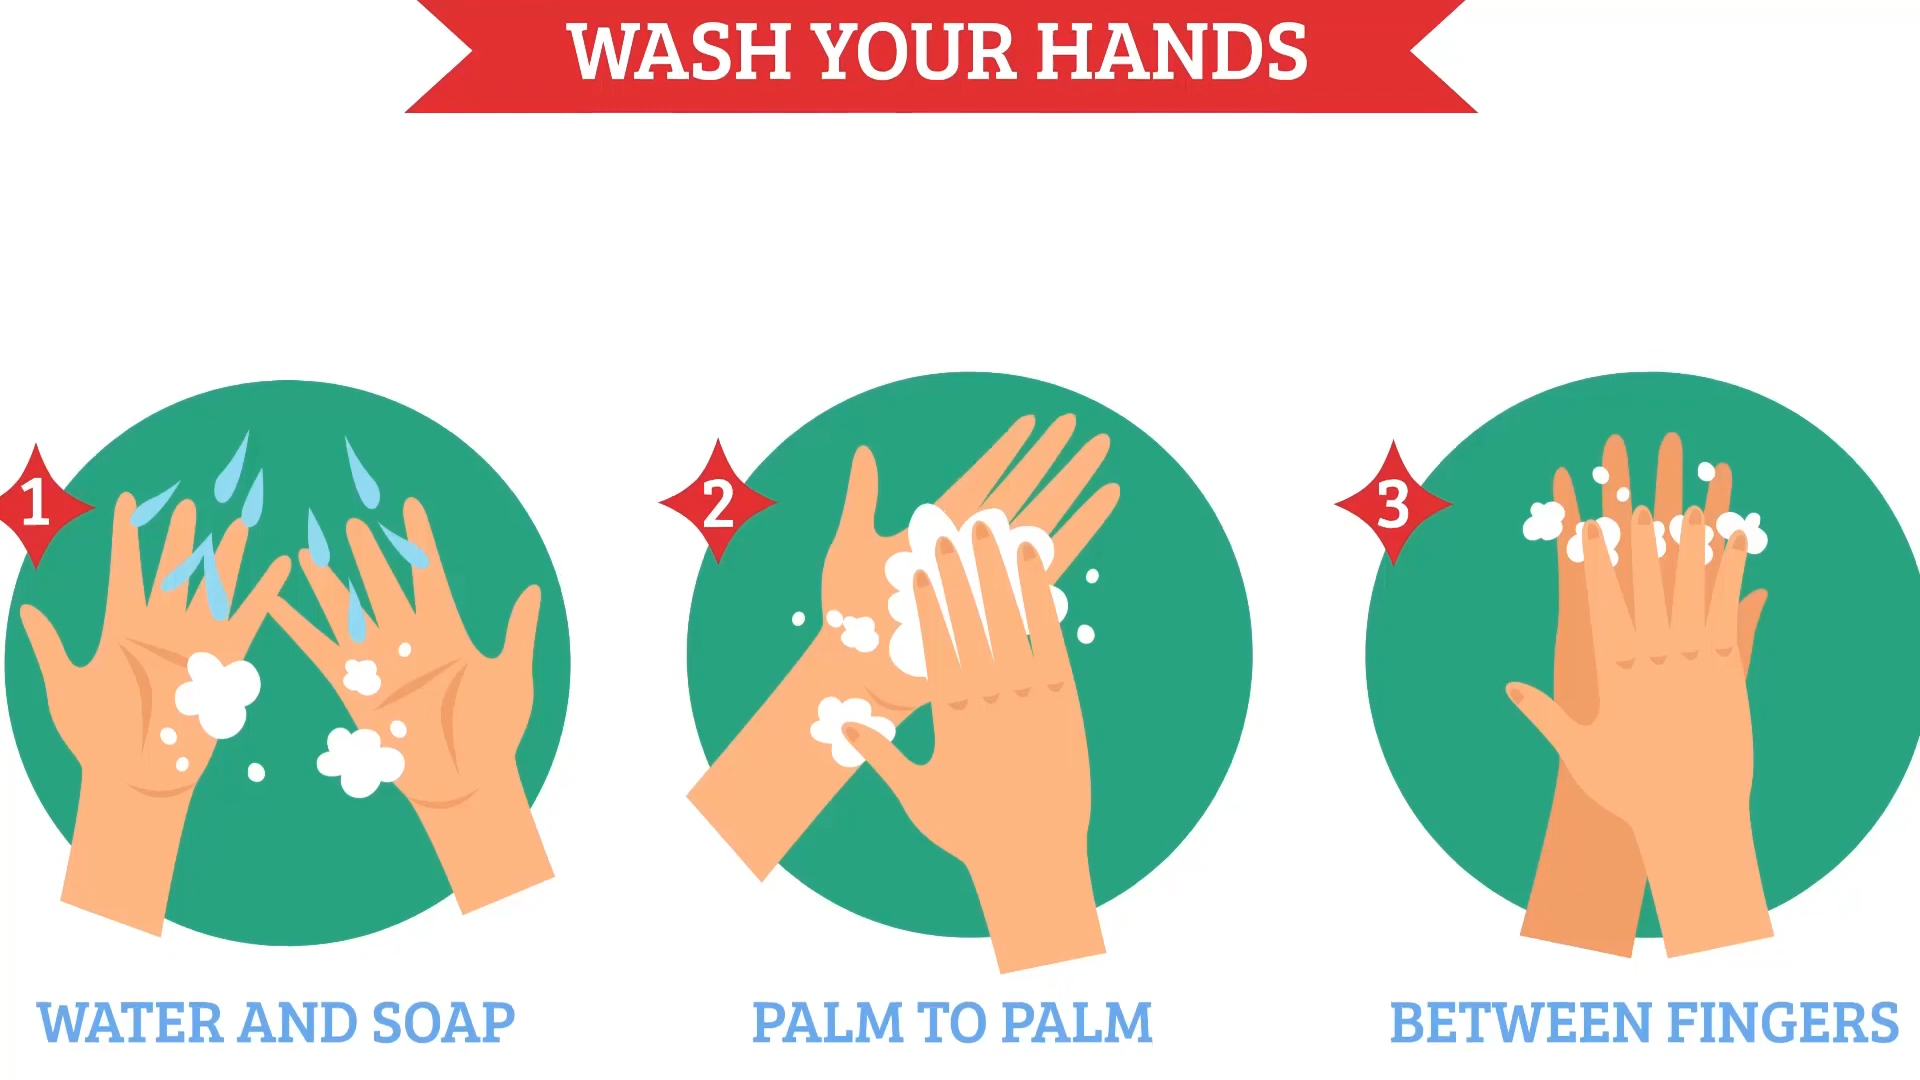 WASH YOUR HANDS
1
2
3
WATER AND SOAP
PALM TO PALM
BETWEEN FINGERS